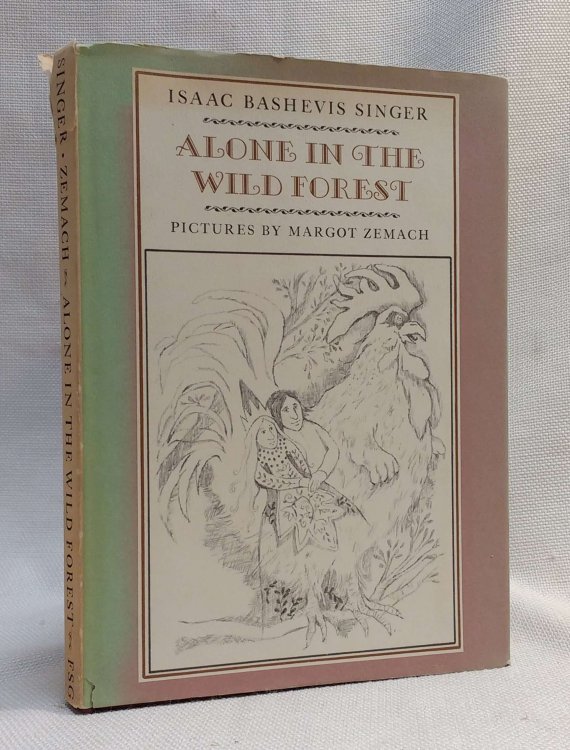 ISAAC BASHEVIS SINGER
ALONE IN THE
WILD FOREST
PICTURES BY MARGOT ZEMACH
SINGER · ZEMACH ALONE IN THE WILD FOREST FSG